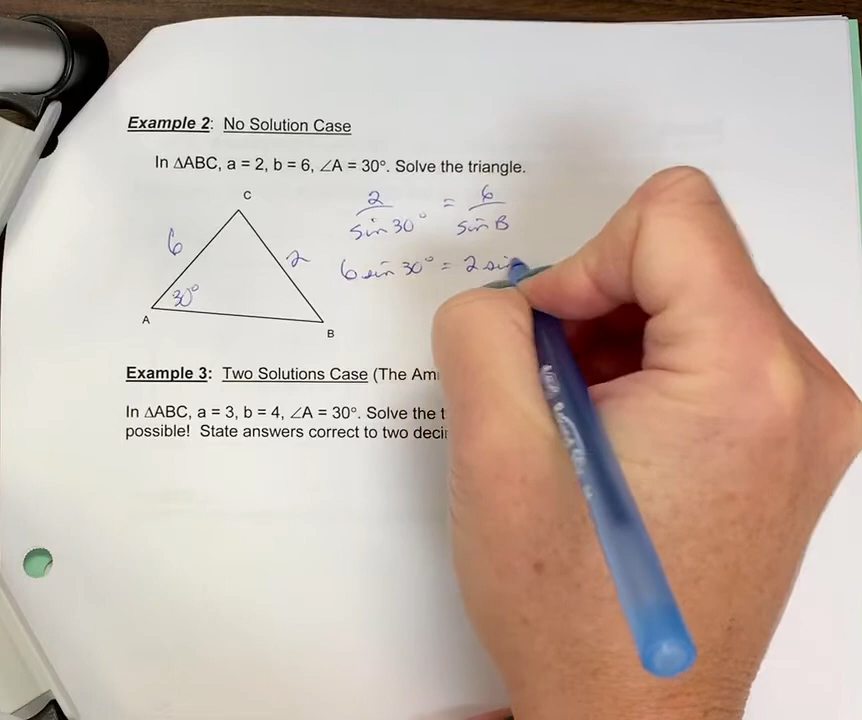 Example 2: No Solution Case
In ΔABC, a = 2, b = 6, ∠A = 30°. Solve the triangle.
C
6
2
30°
A
B
2 / sin 30° = 6 / sin B
6 sin 30° = 2 sin
Example 3: Two Solutions Case (The
In ΔABC, a = 3, b = 4, ∠A = 30°. Solve the
possible! State answers correct to two